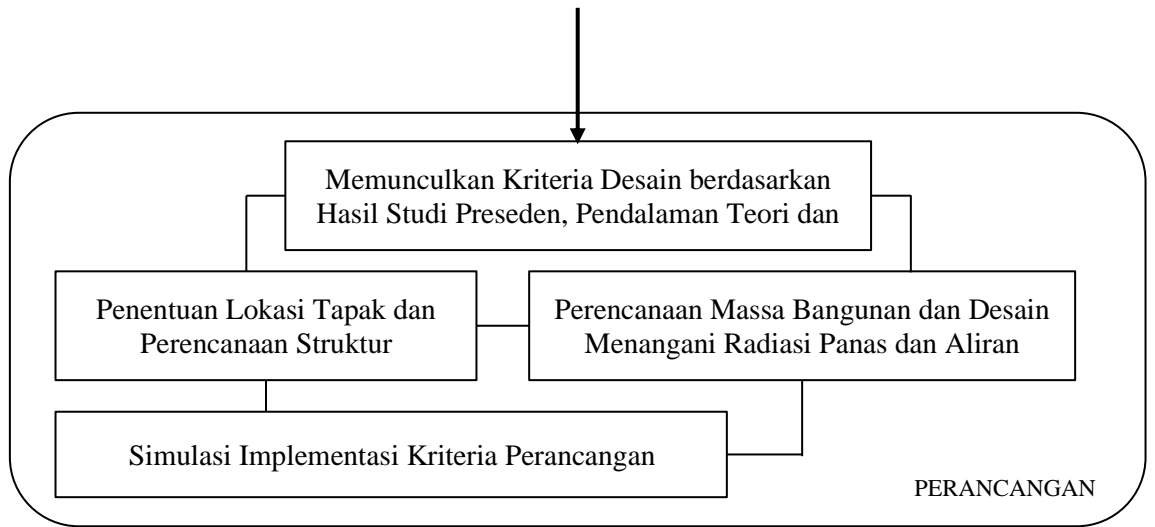 Memunculkan Kriteria Desain berdasarkan
Hasil Studi Preseden, Pendalaman Teori dan
Penentuan Lokasi Tapak dan
Perencanaan Struktur
Perencanaan Massa Bangunan dan Desain
Menangani Radiasi Panas dan Aliran
Simulasi Implementasi Kriteria Perancangan
PERANCANGAN